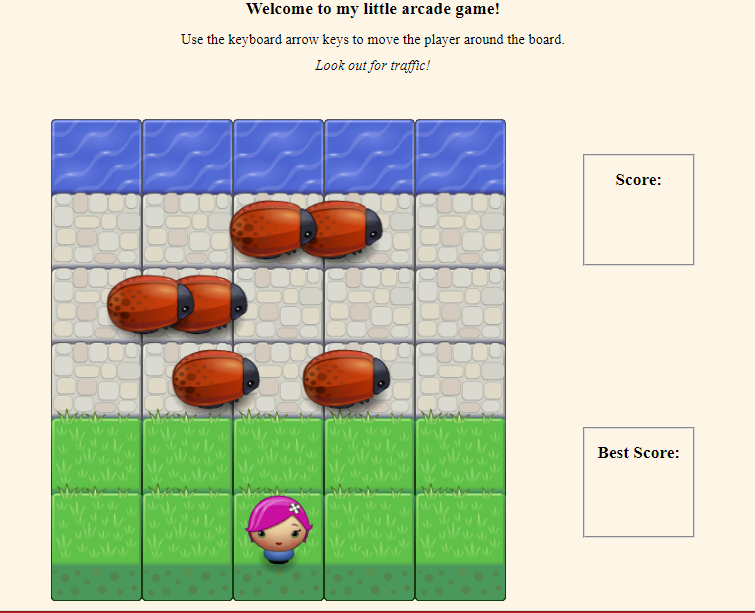 Welcome to my little arcade game!
Use the keyboard arrow keys to move the player around the board.
Look out for traffic!
Score:
Best Score: